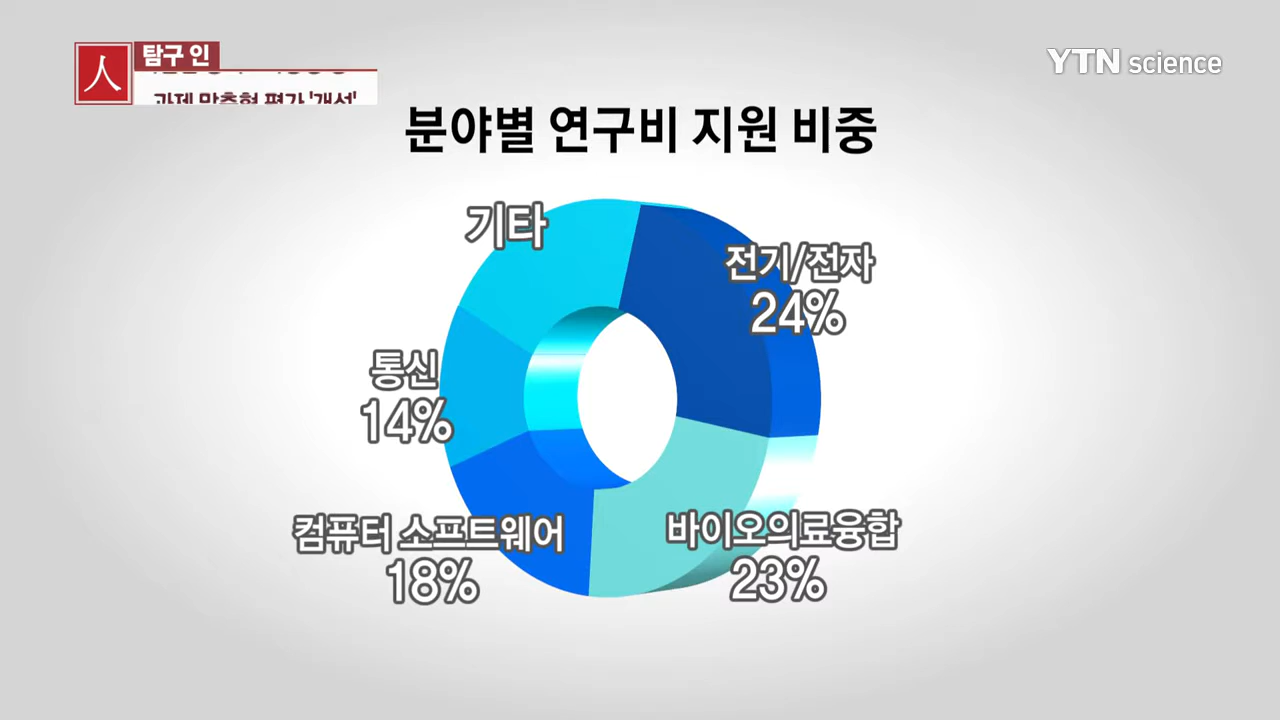 人
탐구 인
과제 맞춤형 평가 '개선'
YTN science
분야별 연구비 지원 비중
기타
전기/전자
24%
통신
14%
컴퓨터 소프트웨어
18%
바이오의료융합
23%